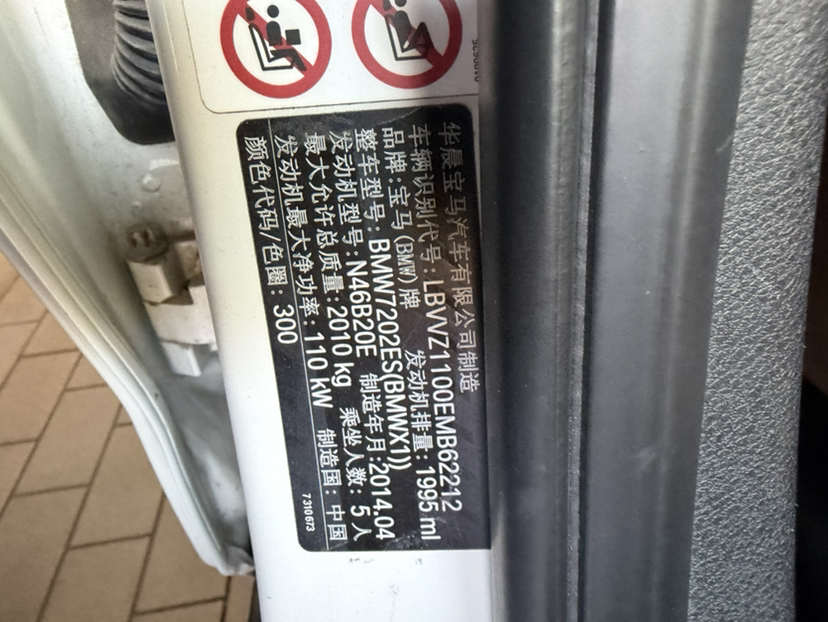 华晨宝马汽车有限公司制造
车辆识别代号:LBVVZ1100EMB62212
品牌:宝马(BMW)牌 发动机排量:1995 ml
整车型号:BMW7202ES(BMWX1))
发动机型号:N46B20E 制造年月:2014.04
最大允许总质量:2010 kg 乘坐人数:5人
发动机最大净功率:110 kW 制造国:中国
颜色代码/色圈:300
7310673